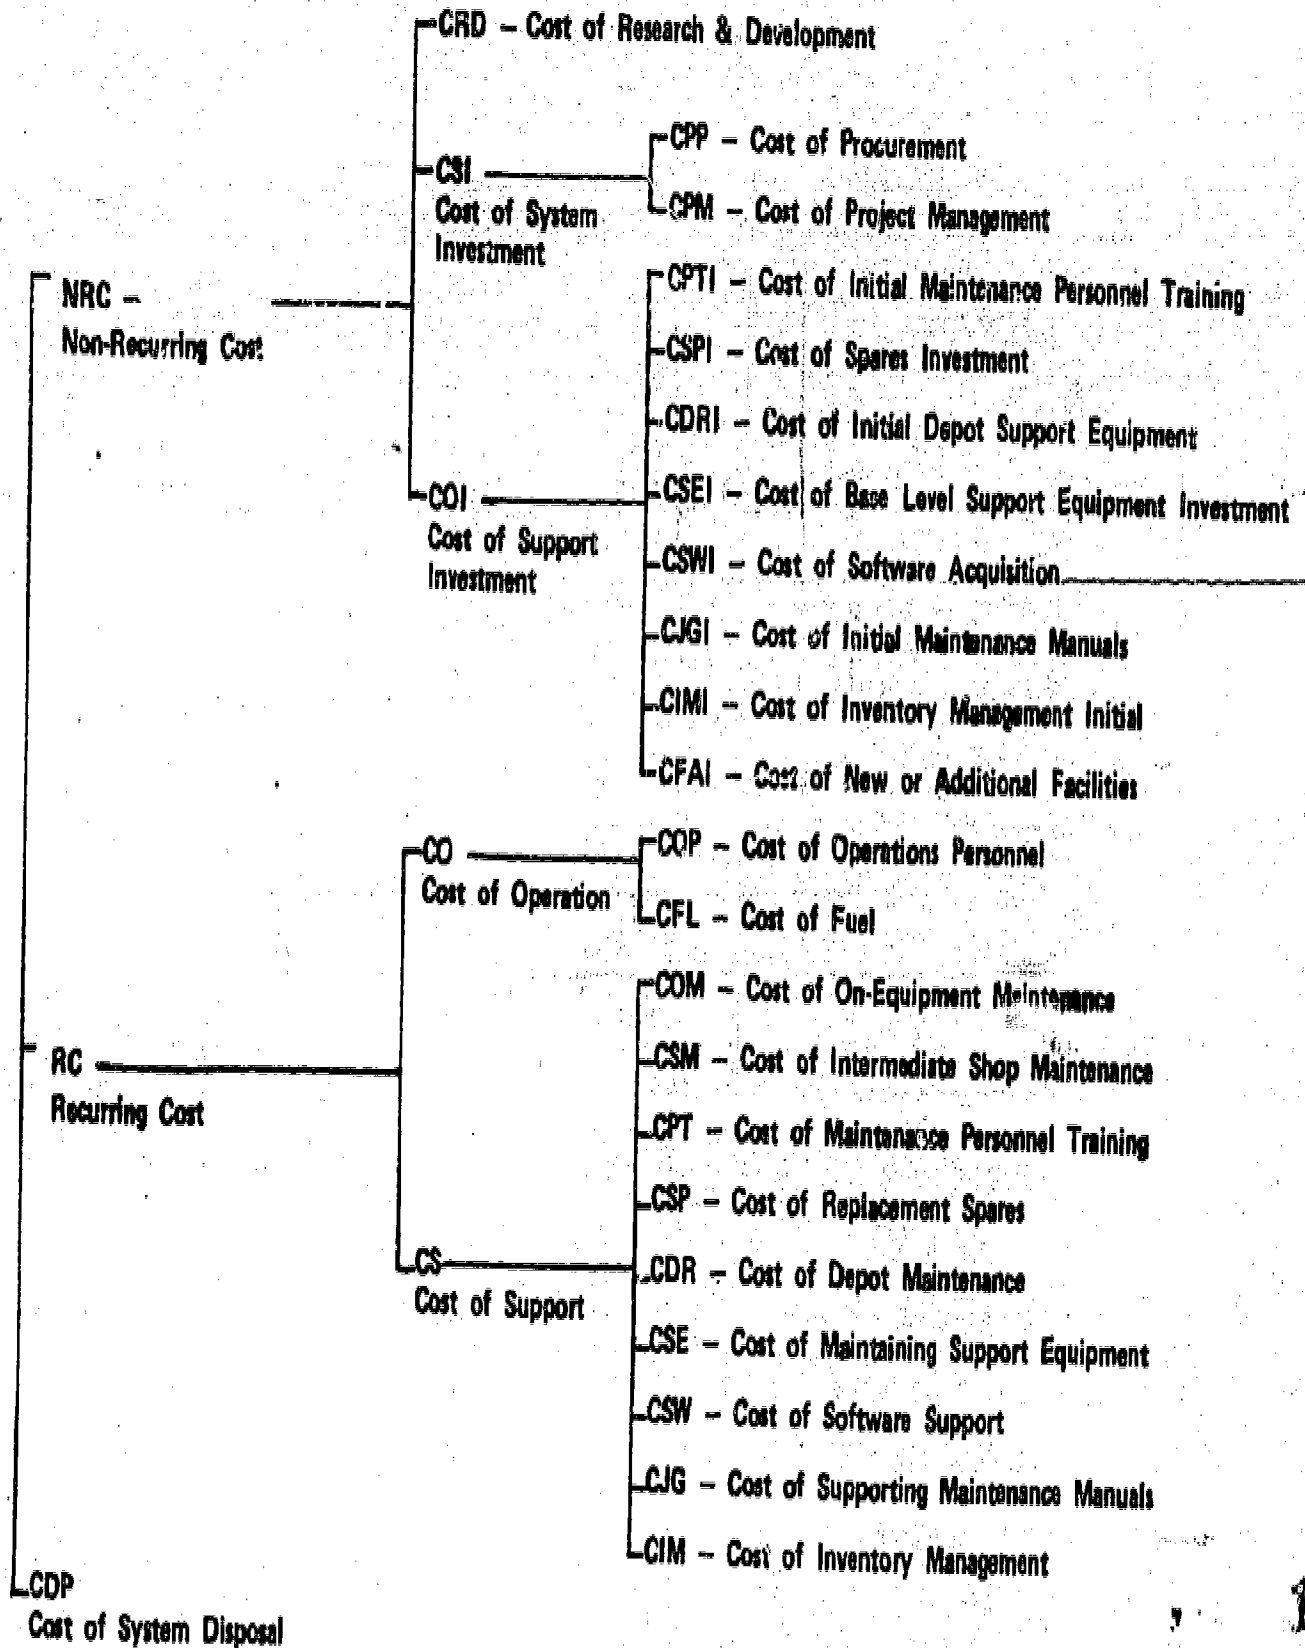 CRD – Cost of Research & Development
CPP – Cost of Procurement
CSI
Cost of System
Investment
CPM – Cost of Project Management
NRC –
Non-Recurring Cost
CPTI – Cost of Initial Maintenance Personnel Training
CSPI – Cost of Spares Investment
CDRI – Cost of Initial Depot Support Equipment
COI
Cost of Support
Investment
CSEI – Cost of Base Level Support Equipment Investment
CSWI – Cost of Software Acquisition
CJGI – Cost of Initial Maintenance Manuals
CIMI – Cost of Inventory Management Initial
CFAI – Cost of New or Additional Facilities
CO
Cost of Operation
COP – Cost of Operations Personnel
CFL – Cost of Fuel
RC
Recurring Cost
COM – Cost of On-Equipment Maintenance
CSM – Cost of Intermediate Shop Maintenance
CPT – Cost of Maintenance Personnel Training
CSP – Cost of Replacement Spares
CS
Cost of Support
CDR – Cost of Depot Maintenance
CSE – Cost of Maintaining Support Equipment
CSW – Cost of Software Support
CJG – Cost of Supporting Maintenance Manuals
CIM – Cost of Inventory Management
CDP
Cost of System Disposal